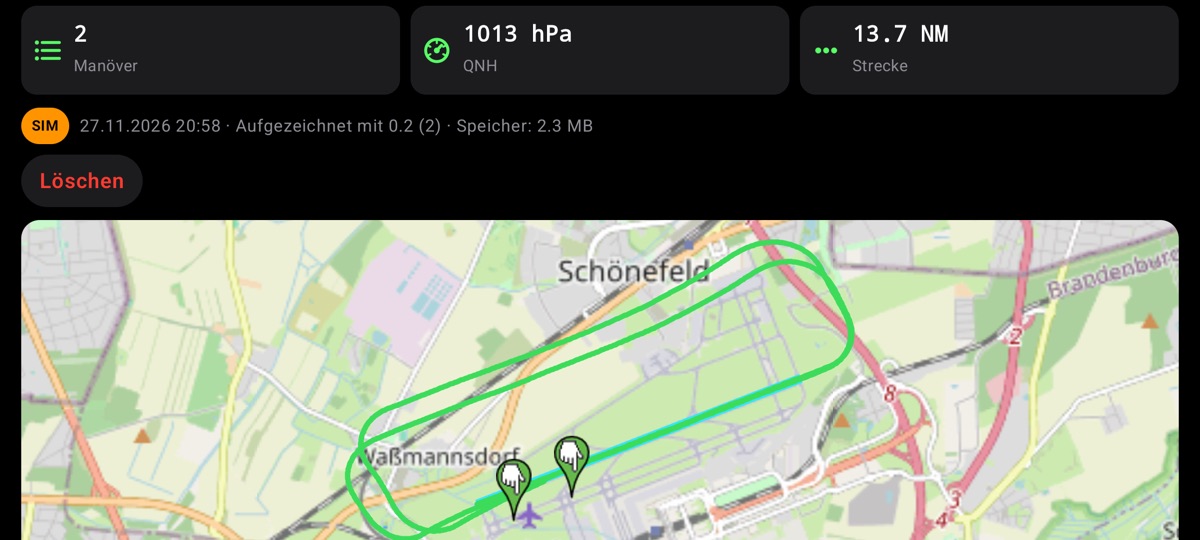 2
Manöver
1013 hPa
QNH
13.7 NM
Strecke
SIM
27.11.2026 20:58 · Aufgezeichnet mit 0.2 (2) · Speicher: 2.3 MB
Löschen
Schönefeld
Brandenburg
2
8
Waßmannsdorf
3
4